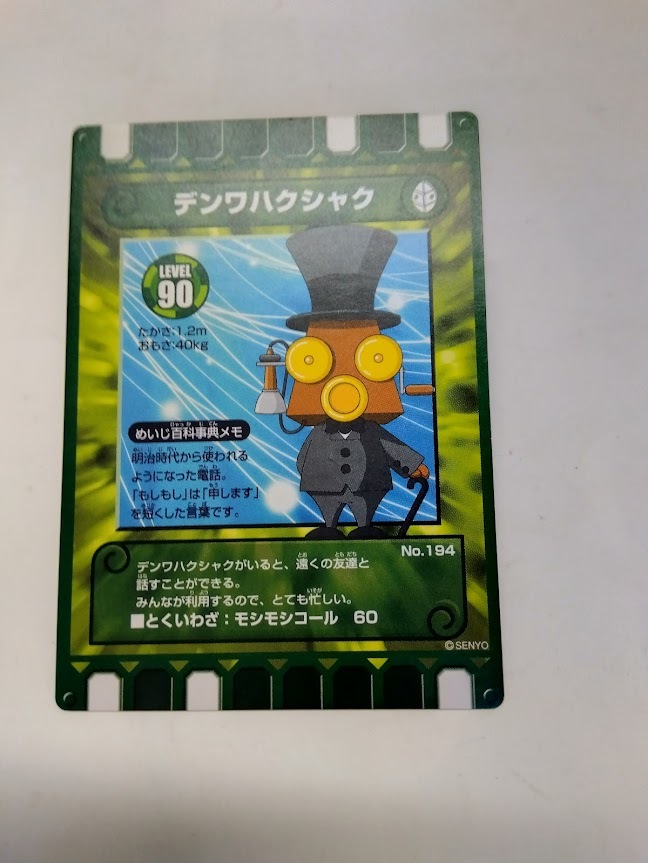 デンワハクシャク
LEVEL
90
たかさ:1.2m
おもさ:40kg
めいじ百科事典メモ
明治時代から使われる
ようになった電話。
「もしもし」は「申します」
を短くした言葉です。
No.194
デンワハクシャクがいると、遠くの友達と
話すことができる。
みんなが利用するので、とても忙しい。
■とくいわざ：モシモシコール 60
©SENYO